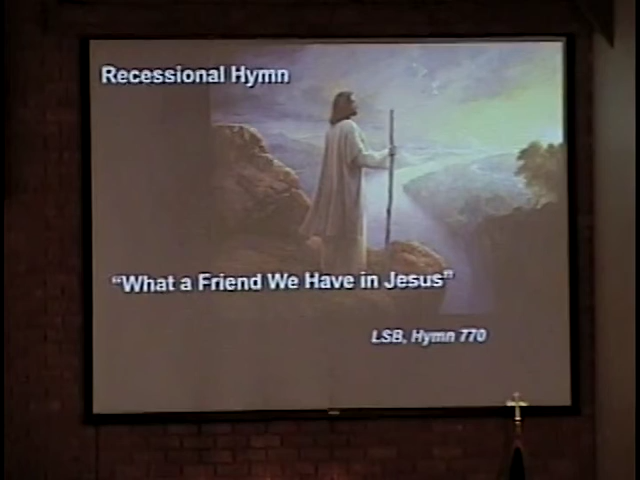 Recessional Hymn
“What a Friend We Have in Jesus”
LSB, Hymn 770